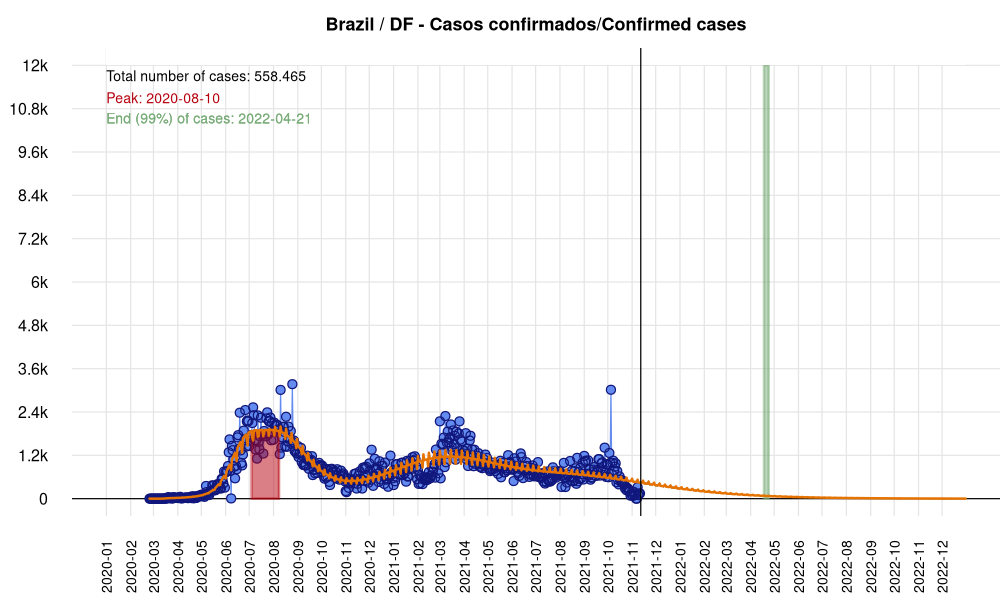 Brazil / DF - Casos confirmados/Confirmed cases
Total number of cases: 558.465
Peak: 2020-08-10
End (99%) of cases: 2022-04-21
12k
10.8k
9.6k
8.4k
7.2k
6k
4.8k
3.6k
2.4k
1.2k
0
2020-01
2020-02
2020-03
2020-04
2020-05
2020-06
2020-07
2020-08
2020-09
2020-10
2020-11
2020-12
2021-01
2021-02
2021-03
2021-04
2021-05
2021-06
2021-07
2021-08
2021-09
2021-10
2021-11
2021-12
2022-01
2022-02
2022-03
2022-04
2022-05
2022-06
2022-07
2022-08
2022-09
2022-10
2022-11
2022-12